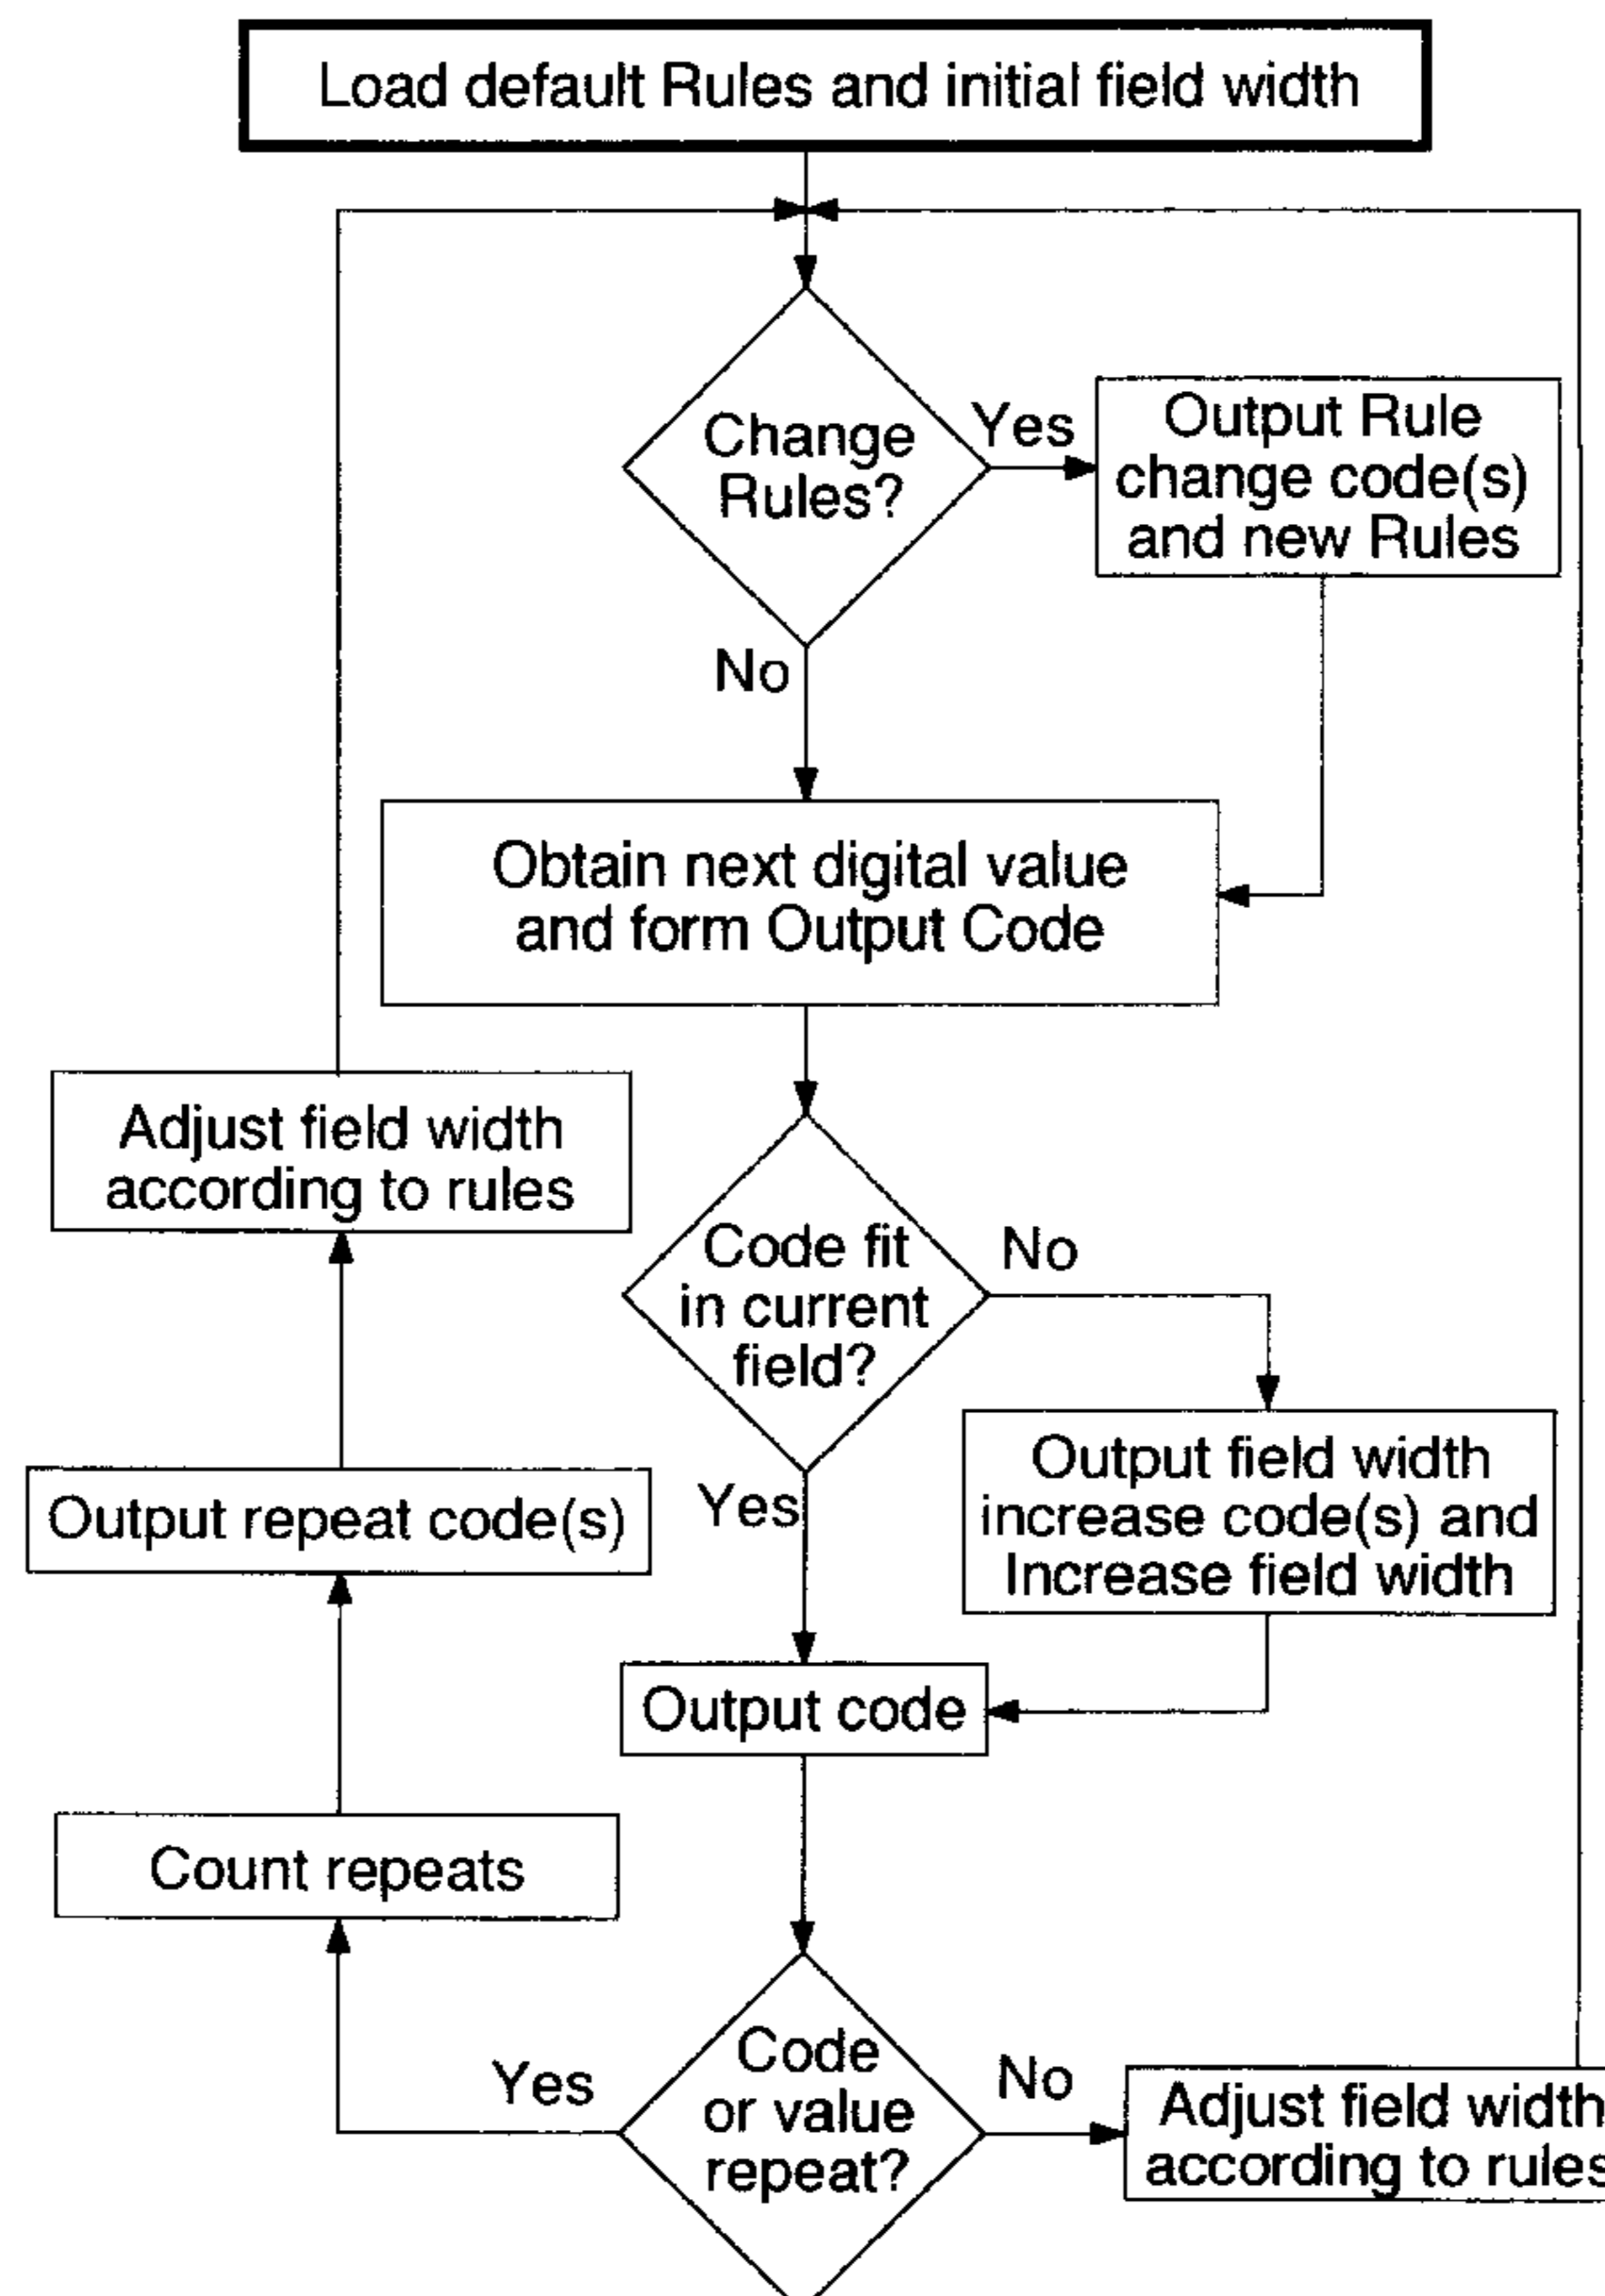 Load default Rules and initial field width
Change
Rules?
Yes
Output Rule
change code(s)
and new Rules
No
Obtain next digital value
and form Output Code
Adjust field width
according to rules
Code fit
in current
field?
No
Output field width
increase code(s) and
Increase field width
Yes
Output repeat code(s)
Output code
Count repeats
Code
or value
repeat?
Yes
No
Adjust field width
according to rules